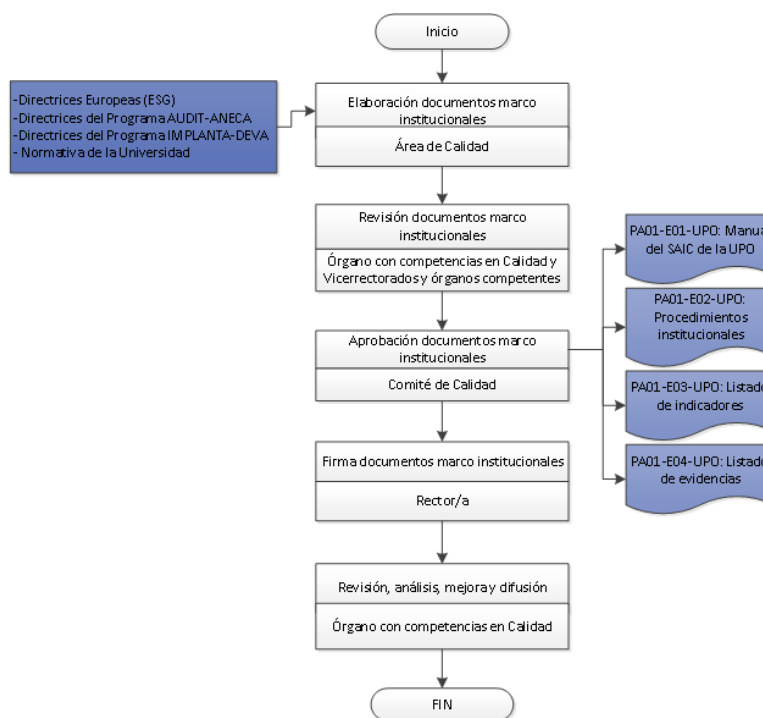 Inicio
-Directrices Europeas (ESG)
-Directrices del Programa AUDIT-ANECA
-Directrices del Programa IMPLANTA-DEVA
- Normativa de la Universidad
Elaboración documentos marco
institucionales
Área de Calidad
Revisión documentos marco
institucionales
Órgano con competencias en Calidad y
Vicerrectorados y órganos competentes
Aprobación documentos marco
institucionales
Comité de Calidad
PA01-E01-UPO: Manua
del SAIC de la UPO
PA01-E02-UPO:
Procedimientos
institucionales
PA01-E03-UPO: Listado
de indicadores
PA01-E04-UPO: Listado
de evidencias
Firma documentos marco institucionales
Rector/a
Revisión, análisis, mejora y difusión
Órgano con competencias en Calidad
FIN